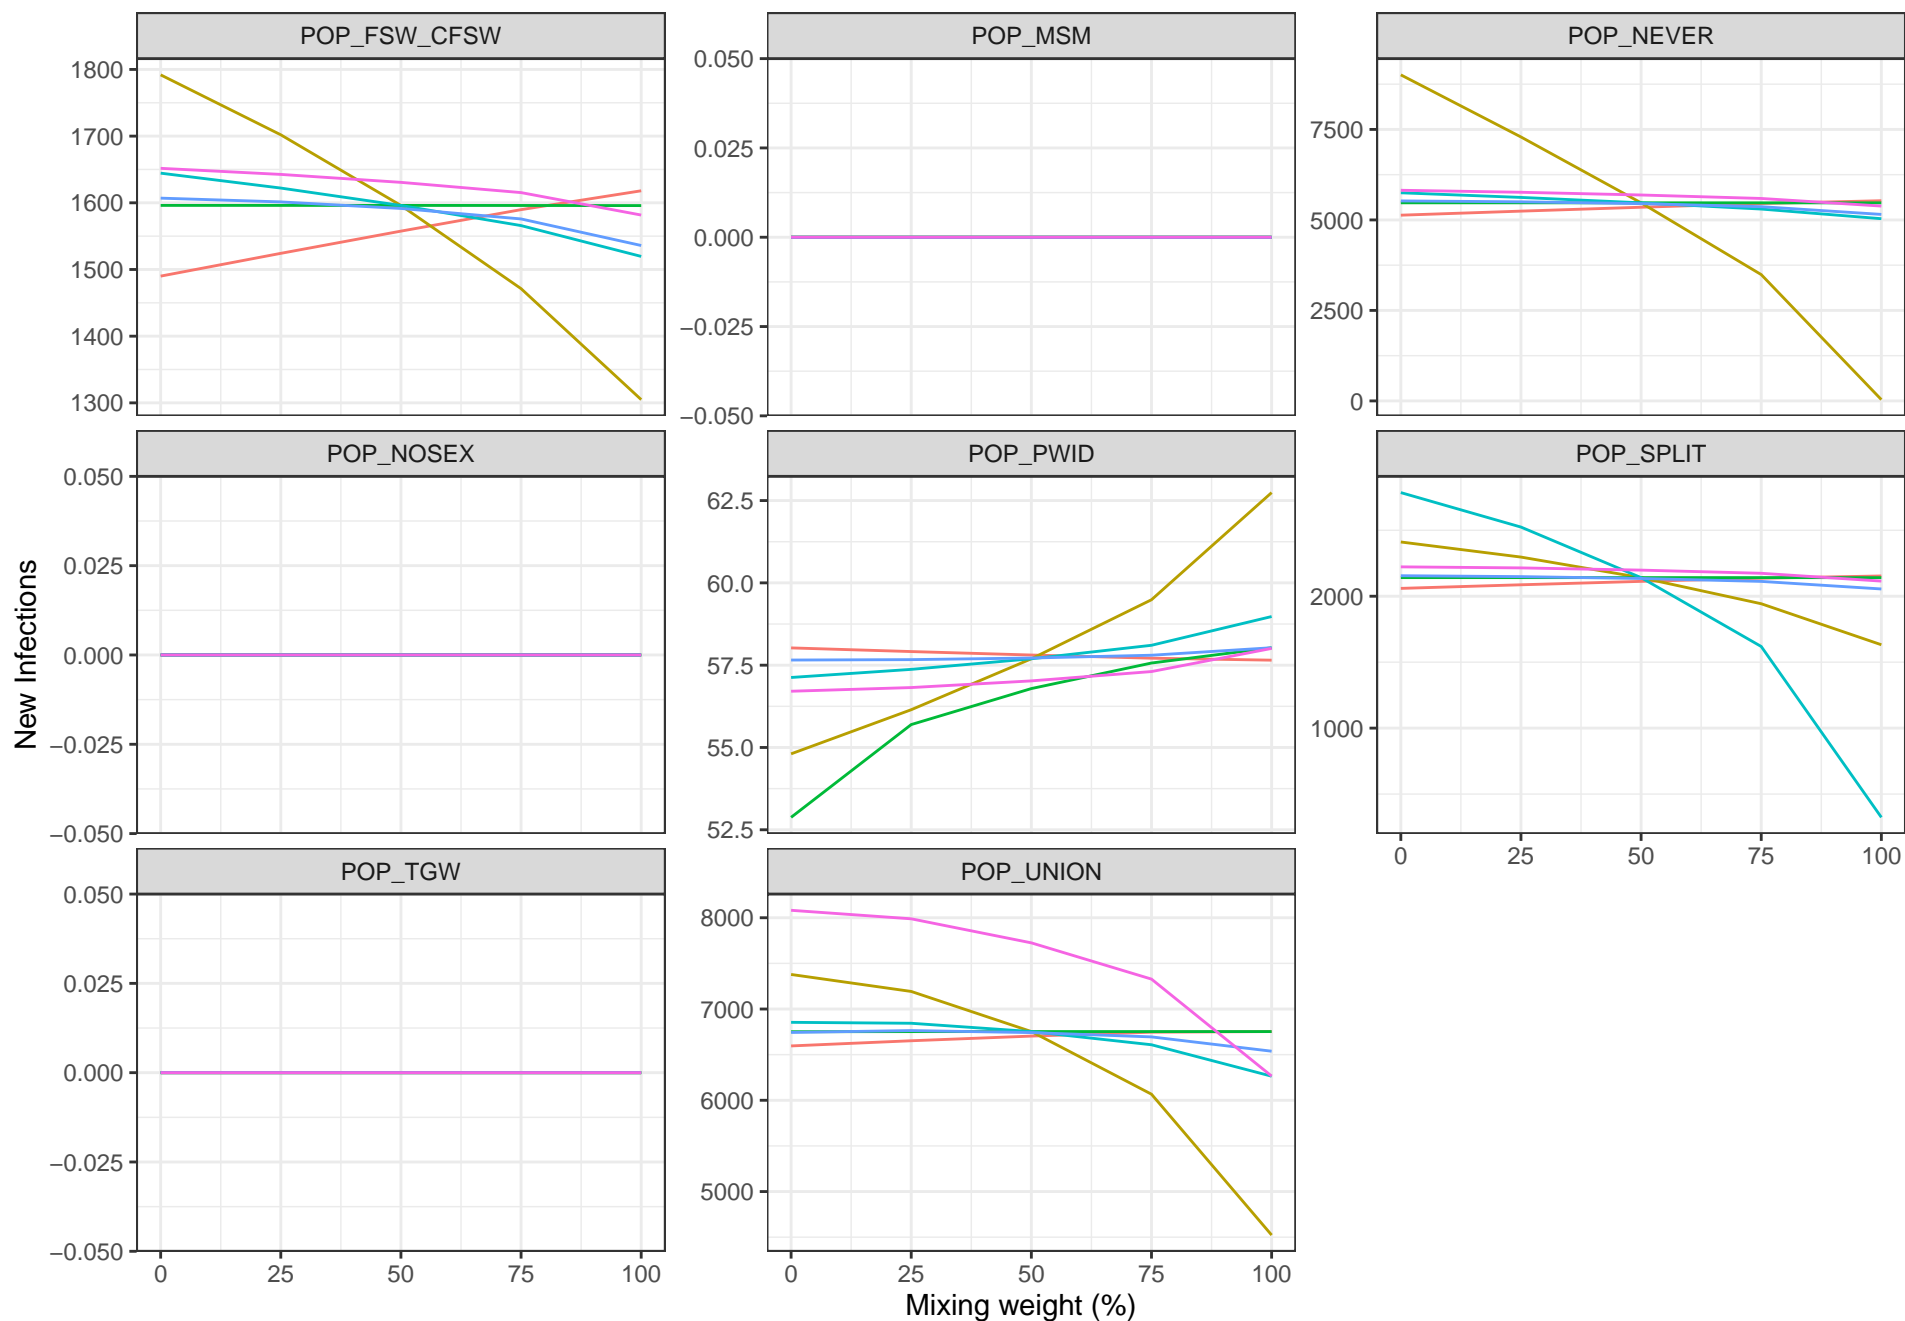 POP_FSW_CFSW
POP_MSM
POP_NEVER
1800
1700
1600
1500
1400
1300
0.050
0.025
0.000
−0.025
−0.050
7500
5000
2500
0
POP_NOSEX
POP_PWID
POP_SPLIT
0.050
0.025
0.000
−0.025
−0.050
62.5
60.0
57.5
55.0
52.5
2000
1000
0 25 50 75 100
New Infections
POP_TGW
POP_UNION
0.050
0.025
0.000
−0.025
−0.050
8000
7000
6000
5000
0 25 50 75 100
0 25 50 75 100
Mixing weight (%)